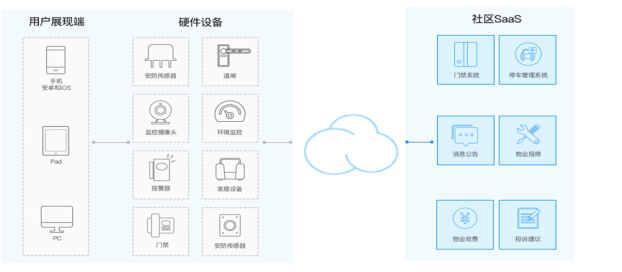 用户展现端
硬件设备
社区SaaS
手机
安卓和iOS
Pad
PC
安防传感器
道闸
监控摄像头
环境监控
报警器
家居设备
门禁
安防传感器
门禁系统
停车管理系统
消息公告
物业报修
物业收费
投诉建议